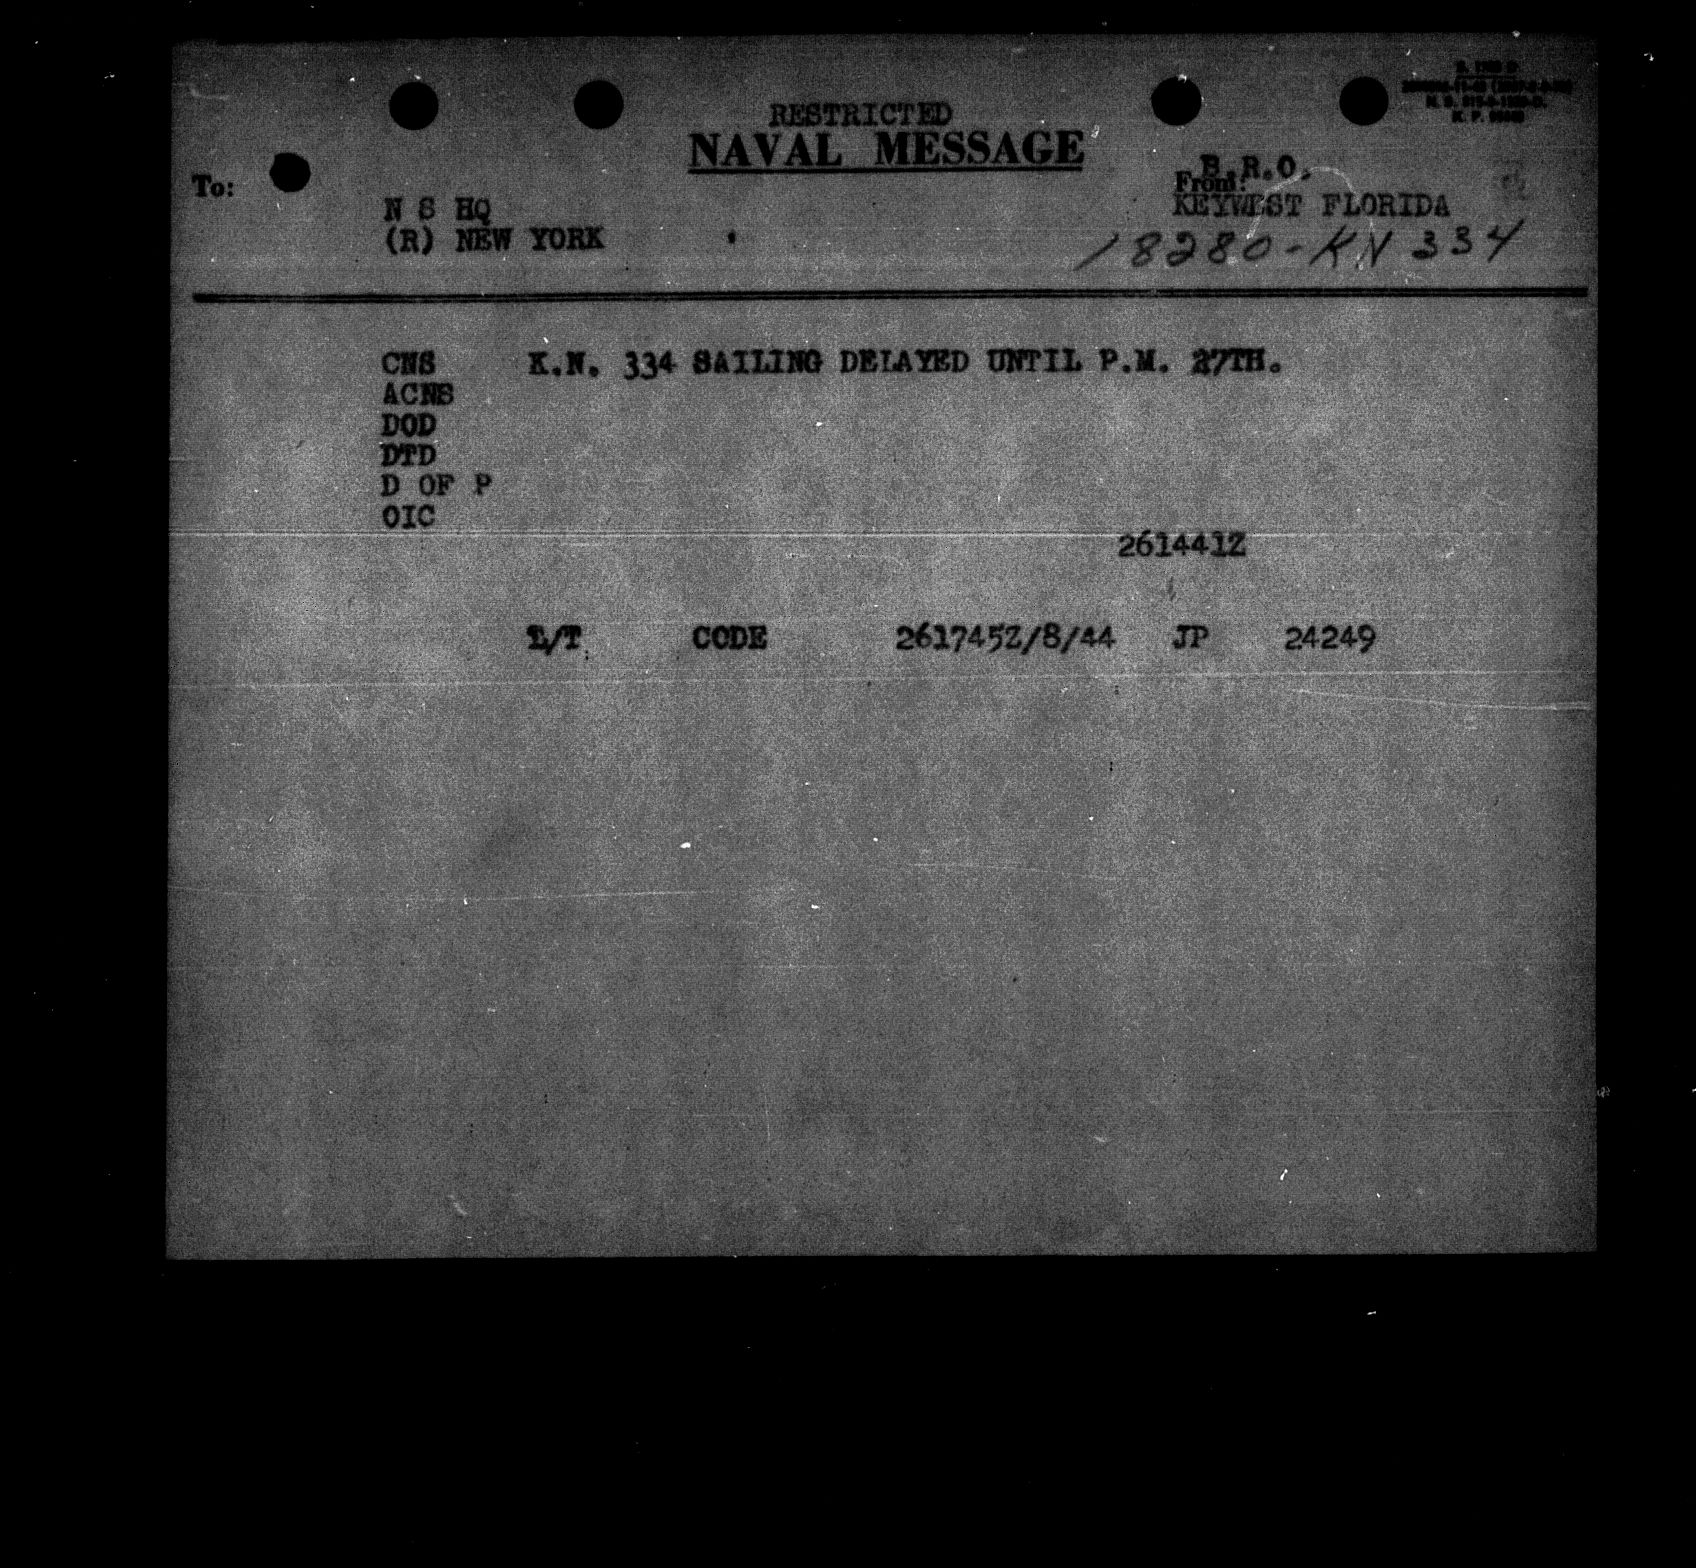 RESTRICTED
NAVAL MESSAGE
To:
N S HQ
(R) NEW YORK
B.R.O.
From:
KEYWEST FLORIDA
18280-KN 334
CNS K.N. 334 SAILING DELAYED UNTIL P.M. 27TH.
ACNS
DOD
DTD
D OF P
OIC
261441Z
L/T CODE 261745Z/8/44 JP 24249